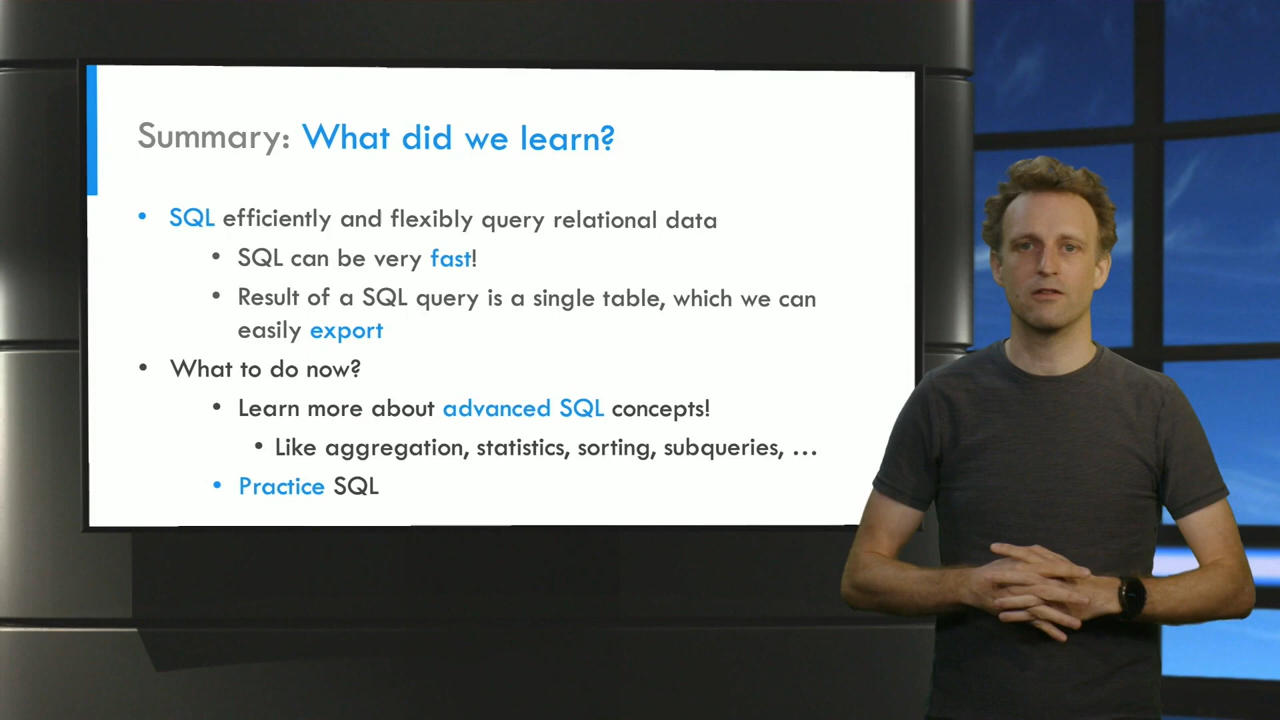 Summary: What did we learn?
• SQL efficiently and flexibly query relational data
• SQL can be very fast!
• Result of a SQL query is a single table, which we can
easily export
• What to do now?
• Learn more about advanced SQL concepts!
• Like aggregation, statistics, sorting, subqueries, ...
• Practice SQL